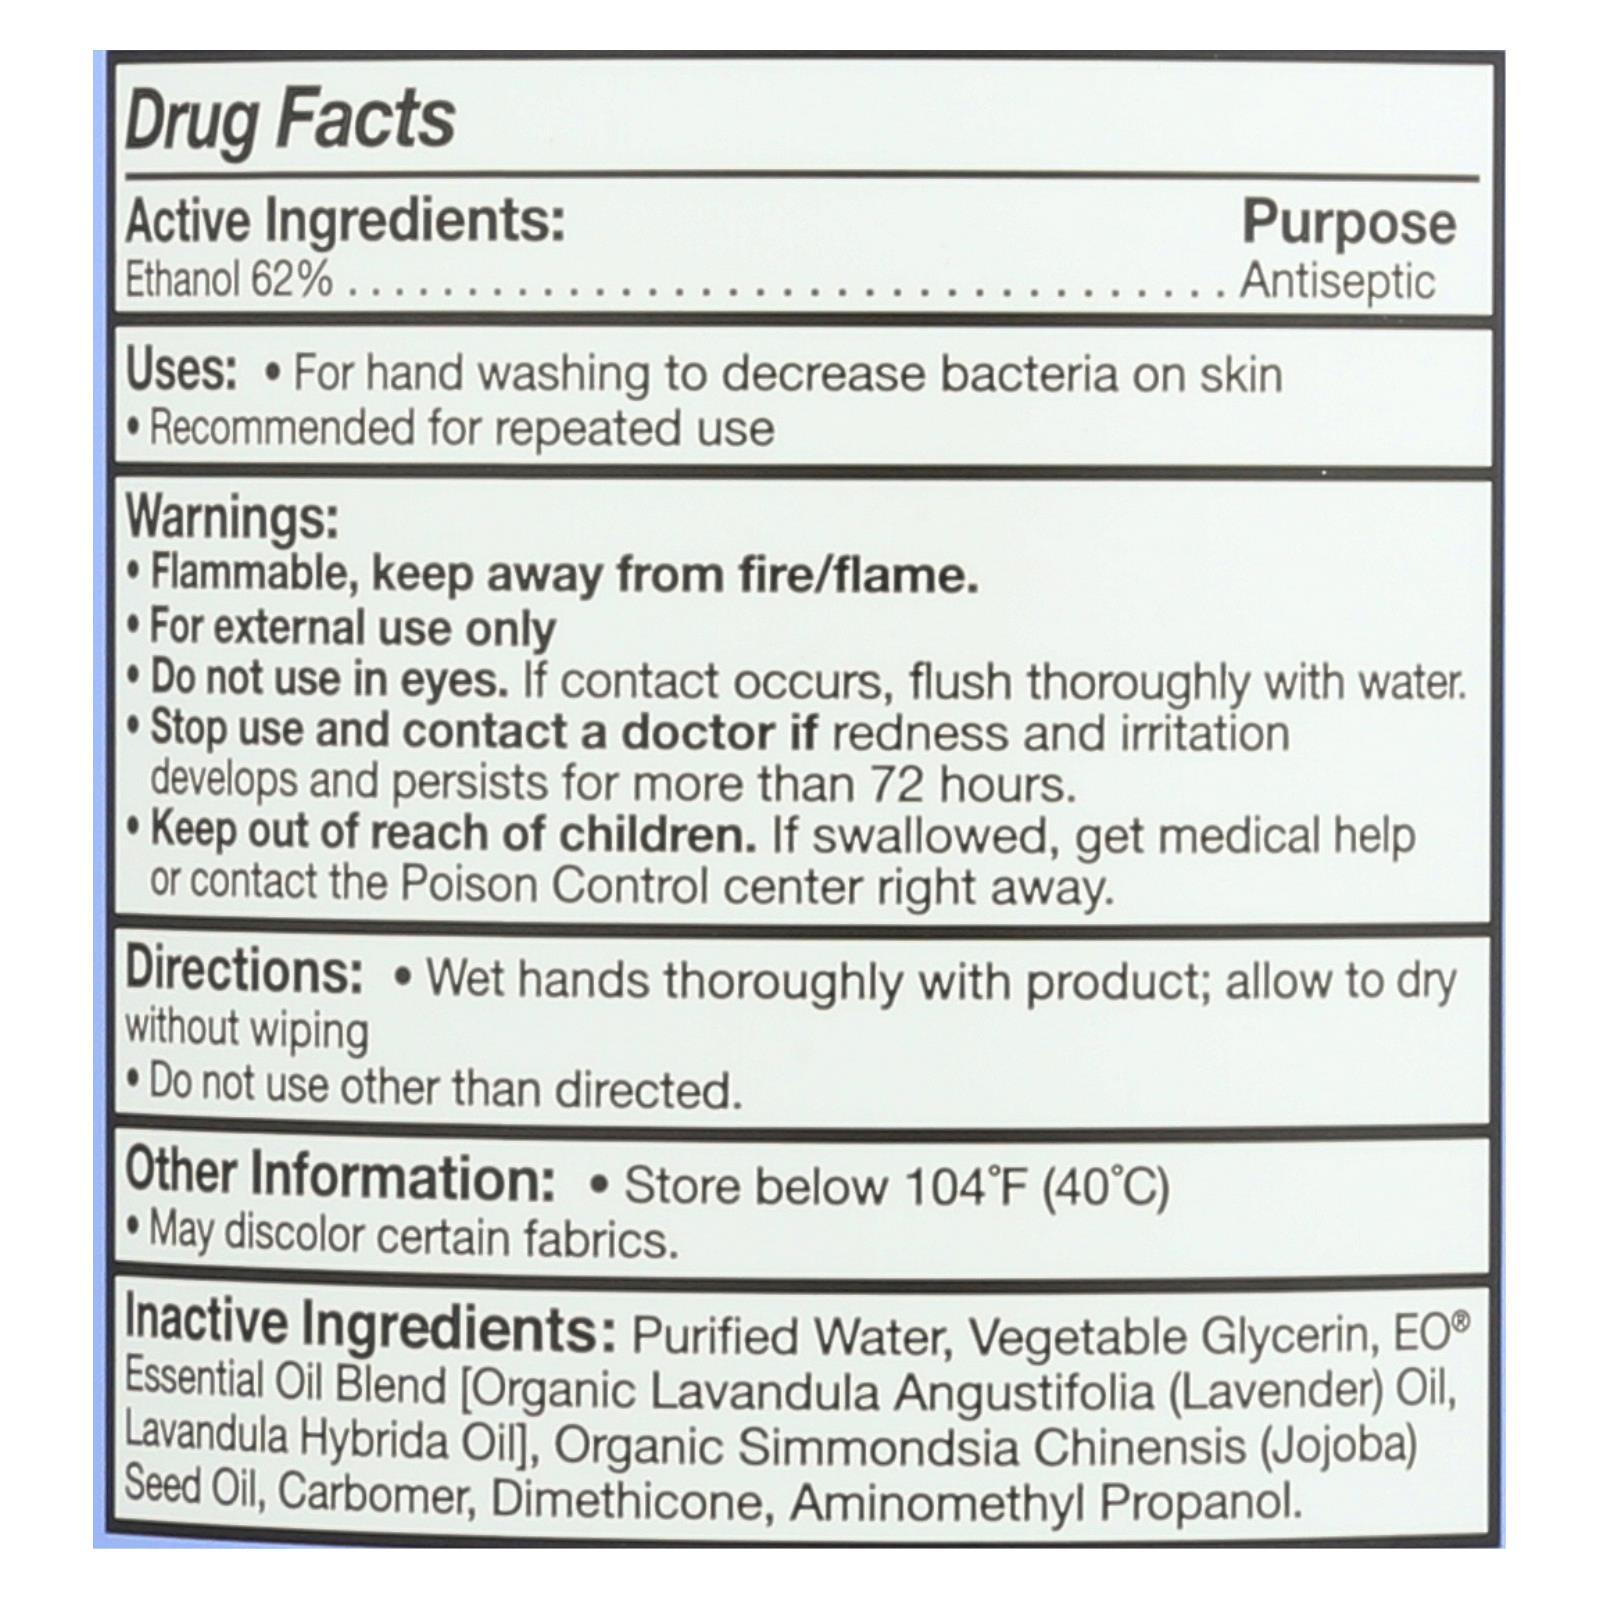 Drug Facts
Active Ingredients: Purpose
Ethanol 62% . . . . . . . . . . . . . . . . . . . . . . . . . . . . . . . . . . Antiseptic
Uses: • For hand washing to decrease bacteria on skin
• Recommended for repeated use
Warnings:
• Flammable, keep away from fire/flame.
• For external use only
• Do not use in eyes. If contact occurs, flush thoroughly with water.
• Stop use and contact a doctor if redness and irritation
develops and persists for more than 72 hours.
• Keep out of reach of children. If swallowed, get medical help
or contact the Poison Control center right away.
Directions: • Wet hands thoroughly with product; allow to dry
without wiping
• Do not use other than directed.
Other Information: • Store below 104°F (40°C)
• May discolor certain fabrics.
Inactive Ingredients: Purified Water, Vegetable Glycerin, EO®
Essential Oil Blend [Organic Lavandula Angustifolia (Lavender) Oil,
Lavandula Hybrida Oil], Organic Simmondsia Chinensis (Jojoba)
Seed Oil, Carbomer, Dimethicone, Aminomethyl Propanol.